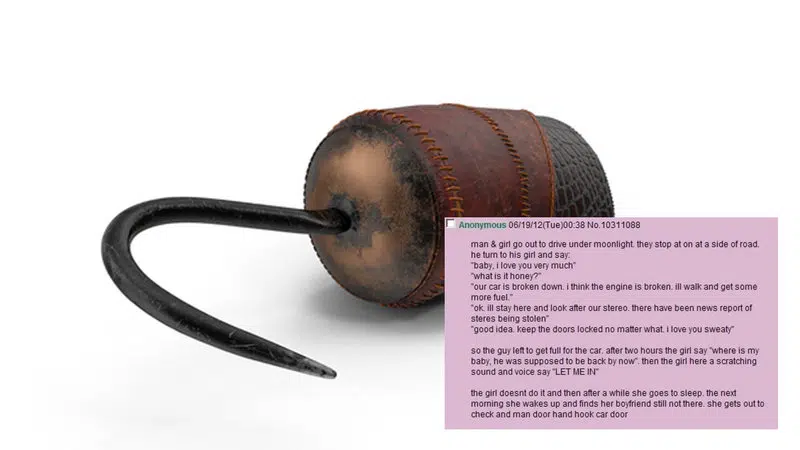 Anonymous 06/19/12(Tue)00:38 No.10311088
man & girl go out to drive under moonlight. they stop at on at a side of road.
he turn to his girl and say:
"baby, i love you very much"
"what is it honey?"
"our car is broken down. i think the engine is broken. ill walk and get some
more fuel."
"ok. ill stay here and look after our stereo. there have been news report of
steres being stolen"
"good idea. keep the doors locked no matter what. i love you sweaty"
so the guy left to get full for the car. after two hours the girl say "where is my
baby, he was supposed to be back by now". then the girl here a scratching
sound and voice say "LET ME IN"
the girl doesnt do it and then after a while she goes to sleep. the next
morning she wakes up and finds her boyfriend still not there. she gets out to
check and man door hand hook car door